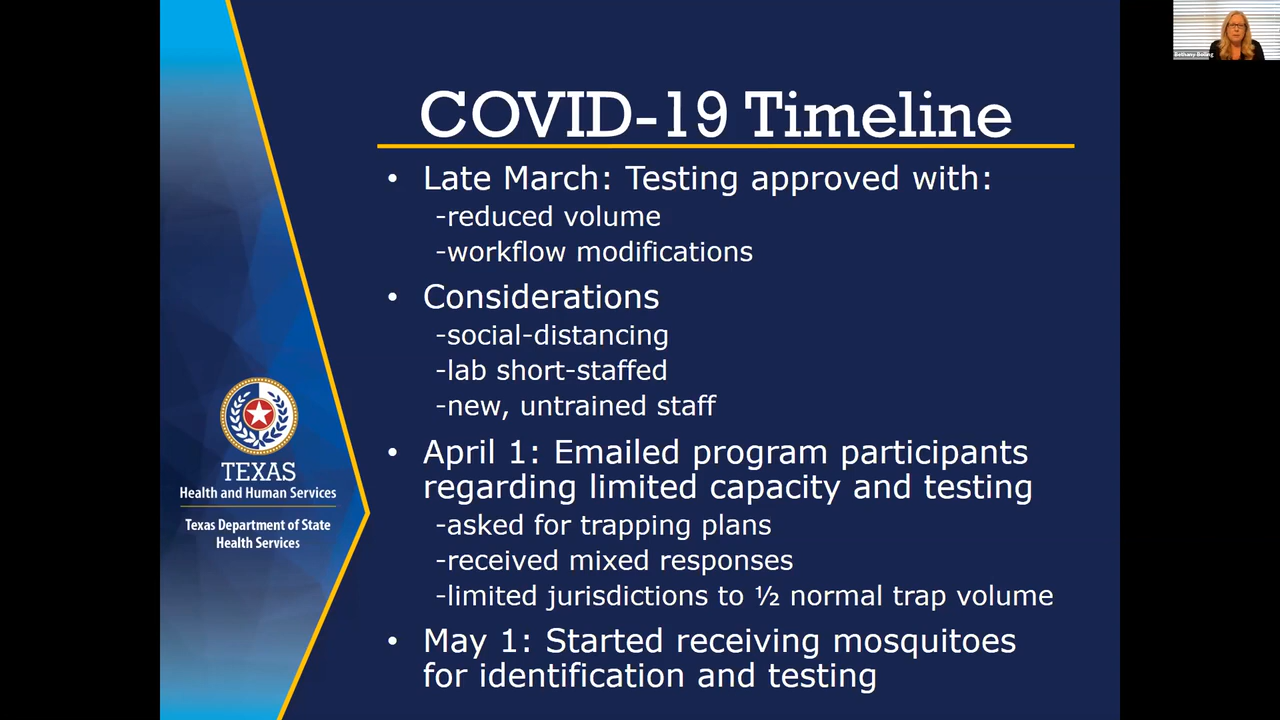 COVID-19 Timeline
• Late March: Testing approved with:
-reduced volume
-workflow modifications
• Considerations
-social-distancing
-lab short-staffed
-new, untrained staff
• April 1: Emailed program participants
regarding limited capacity and testing
-asked for trapping plans
-received mixed responses
-limited jurisdictions to ½ normal trap volume
• May 1: Started receiving mosquitoes
for identification and testing
TEXAS
Health and Human Services
Texas Department of State
Health Services
Bethany Bolling